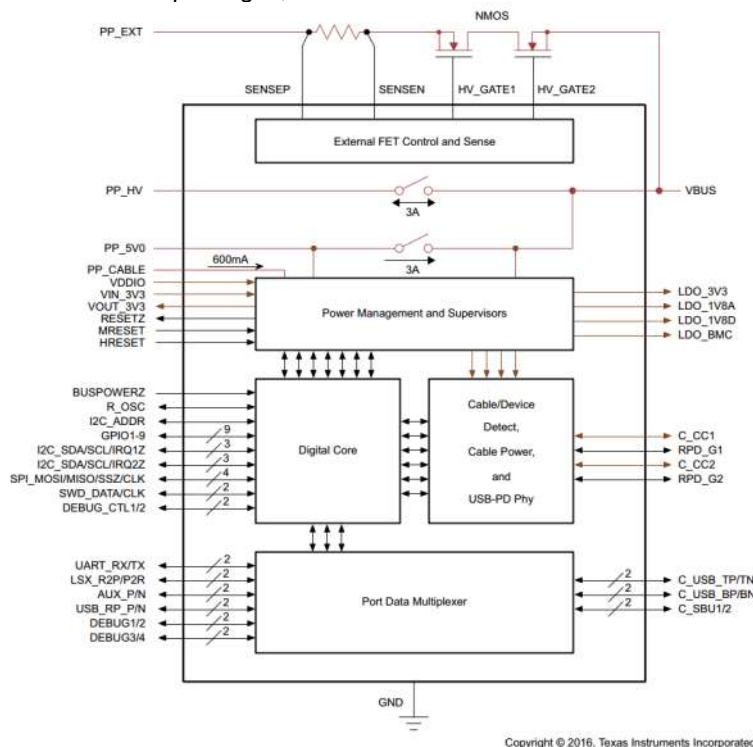 NMOS
PP_EXT
SENSEP
SENSEN
HV_GATE1
HV_GATE2
External FET Control and Sense
PP_HV
3A
VBUS
PP_5V0
3A
PP_CABLE
600mA
VDDIO
VIN_3V3
VOUT_3V3
RESETZ
MRESET
HRESET
Power Management and Supervisors
LDO_3V3
LDO_1V8A
LDO_1V8D
LDO_BMC
BUSPOWERZ
R_OSC
I2C_ADDR
GPIO1-9
9
I2C_SDA/SCL/IRQ1Z
3
I2C_SDA/SCL/IRQ2Z
3
SPI_MOSI/MISO/SSZ/CLK
4
SWD_DATA/CLK
2
DEBUG_CTL1/2
2
Digital Core
Cable/Device
Detect,
Cable Power,
and
USB-PD Phy
C_CC1
RPD_G1
C_CC2
RPD_G2
UART_RX/TX
2
LSX_R2P/P2R
2
AUX_P/N
2
USB_RP_P/N
2
DEBUG1/2
2
DEBUG3/4
2
Port Data Multiplexer
2
C_USB_TP/TN
2
C_USB_BP/BN
2
C_SBU1/2
GND
Copyright © 2016, Texas Instruments Incorporated